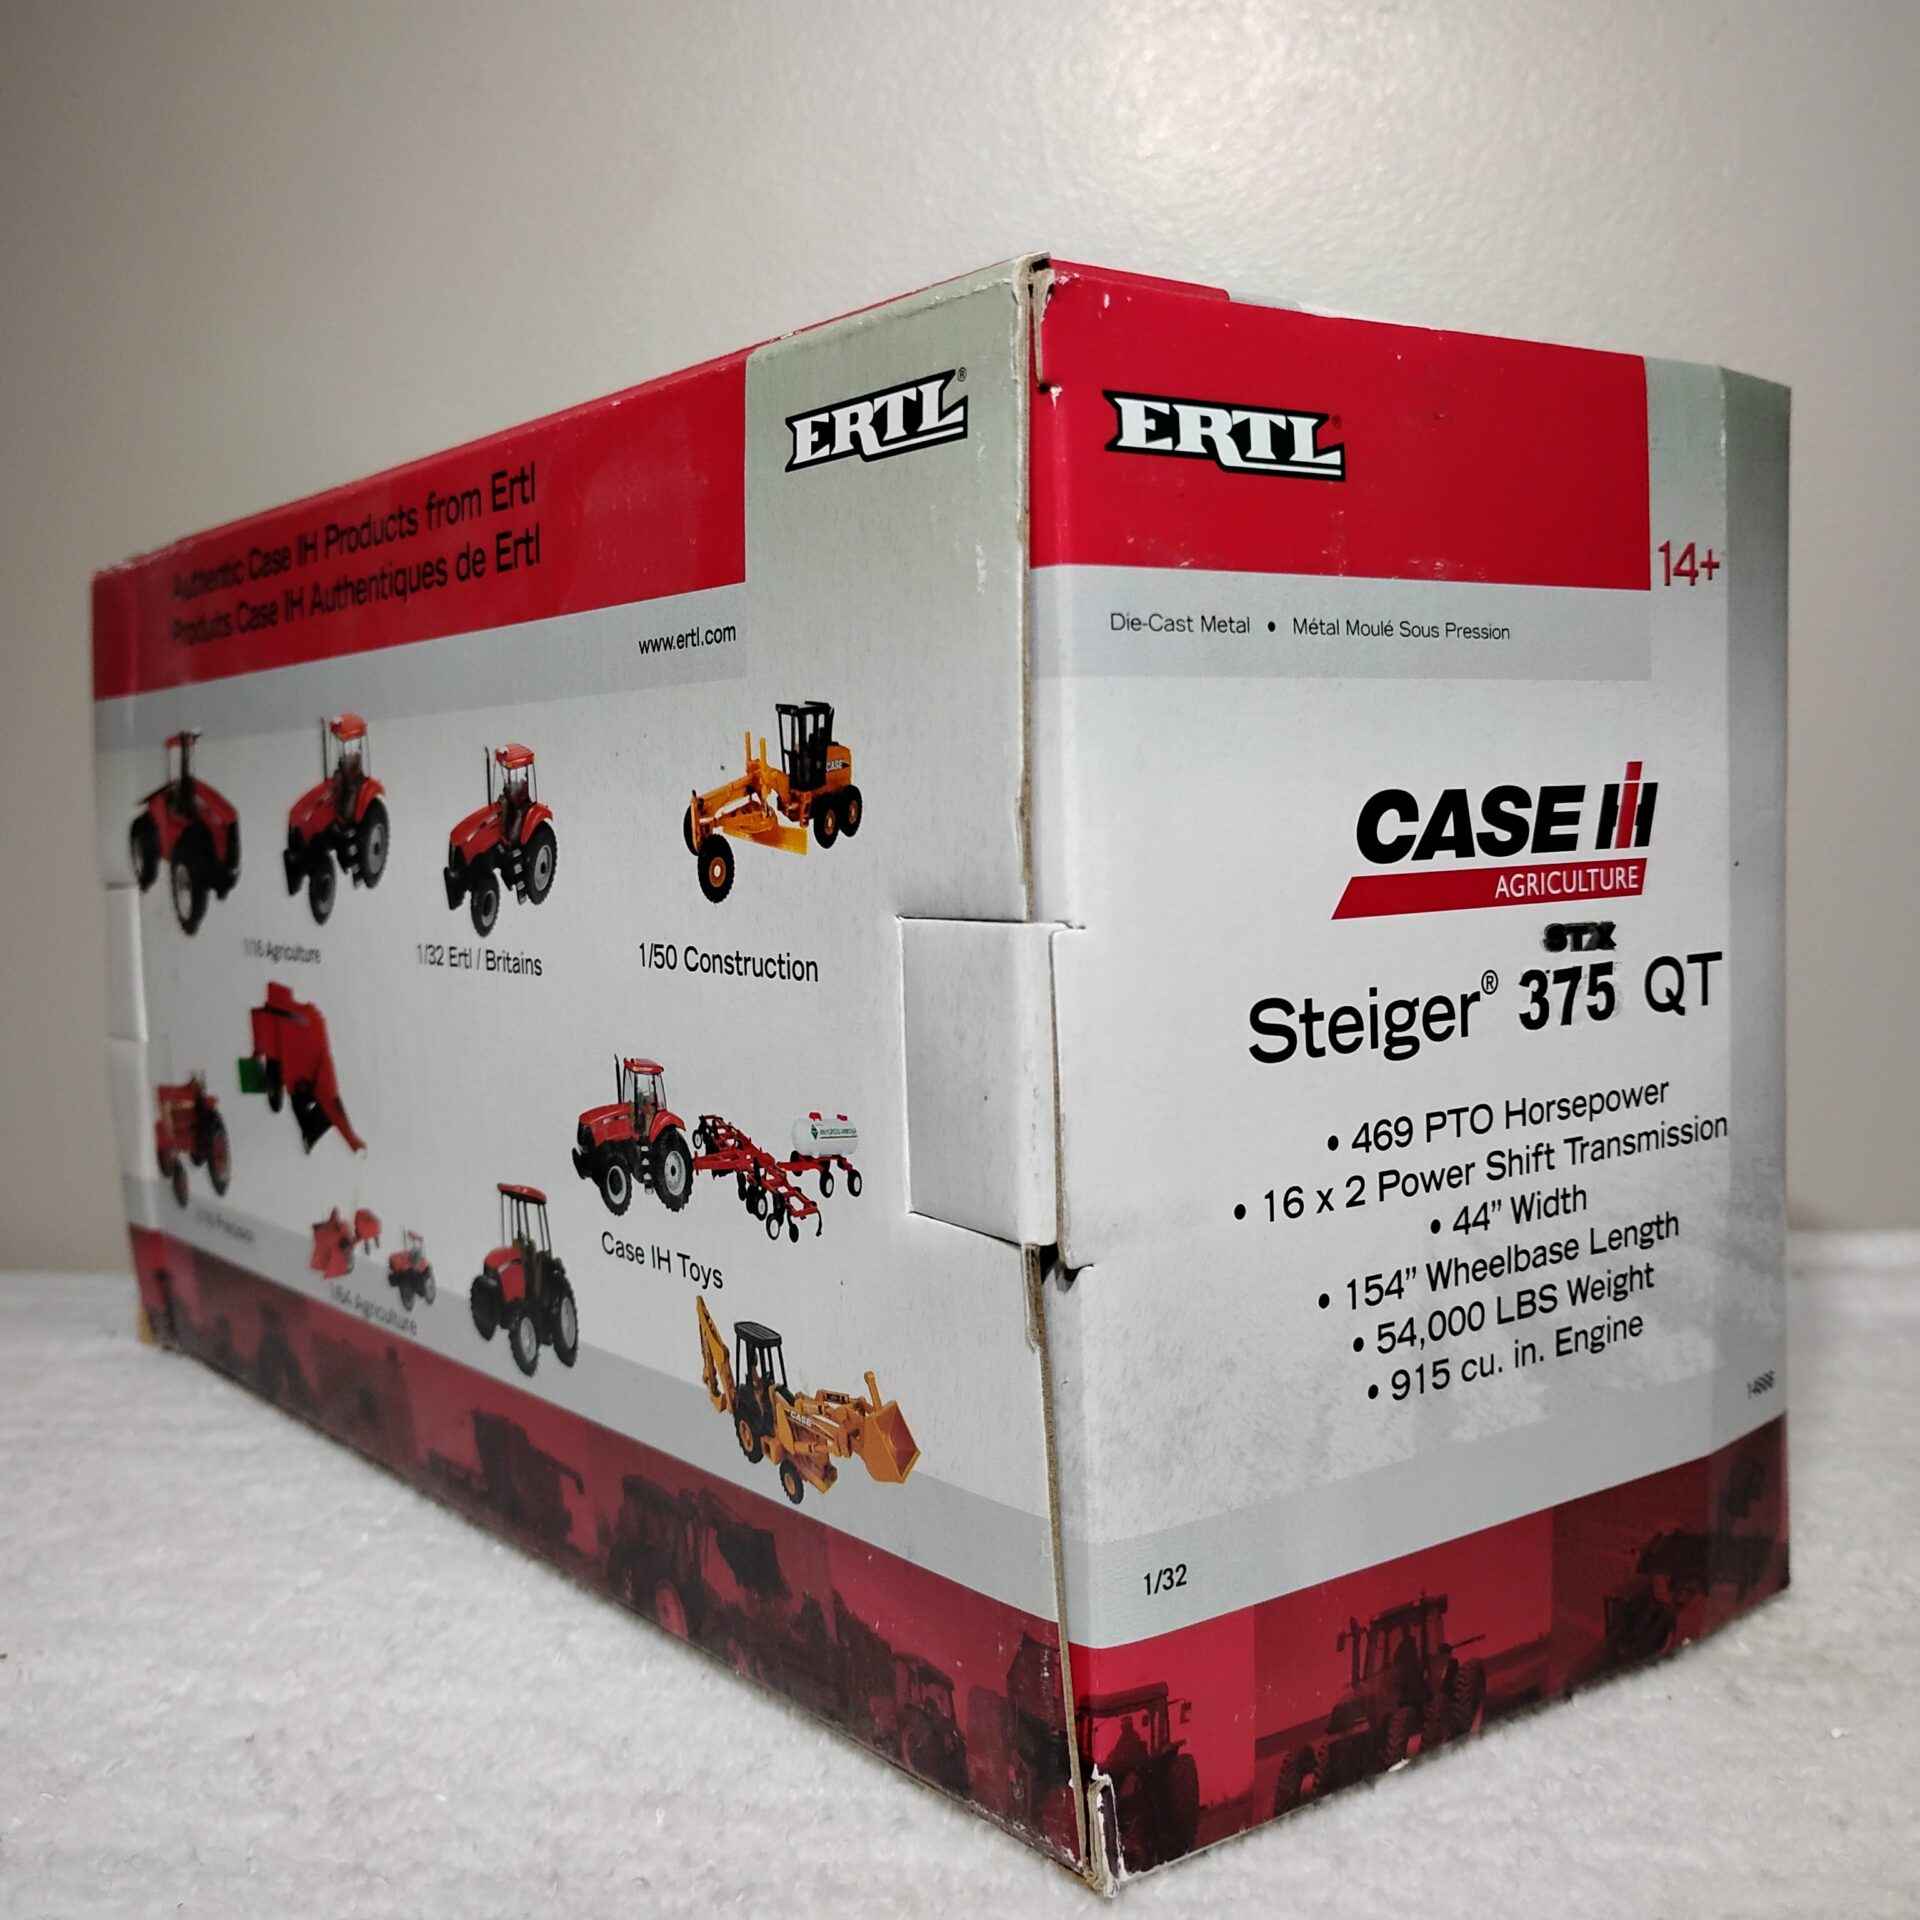 ERTL®
Authentic Case IH Products from Ertl
Produits Case IH Authentiques de Ertl
www.ertl.com
1/16 Agriculture
1/32 Ertl / Britains
1/50 Construction
CASE
Case IH Toys
1/64 Agriculture
CASE
ERTL®
14+
Die-Cast Metal • Métal Moulé Sous Pression
CASE IH
AGRICULTURE
STX
Steiger® 375 QT
• 469 PTO Horsepower
• 16 x 2 Power Shift Transmission
• 44” Width
• 154” Wheelbase Length
• 54,000 LBS Weight
• 915 cu. in. Engine
1/32